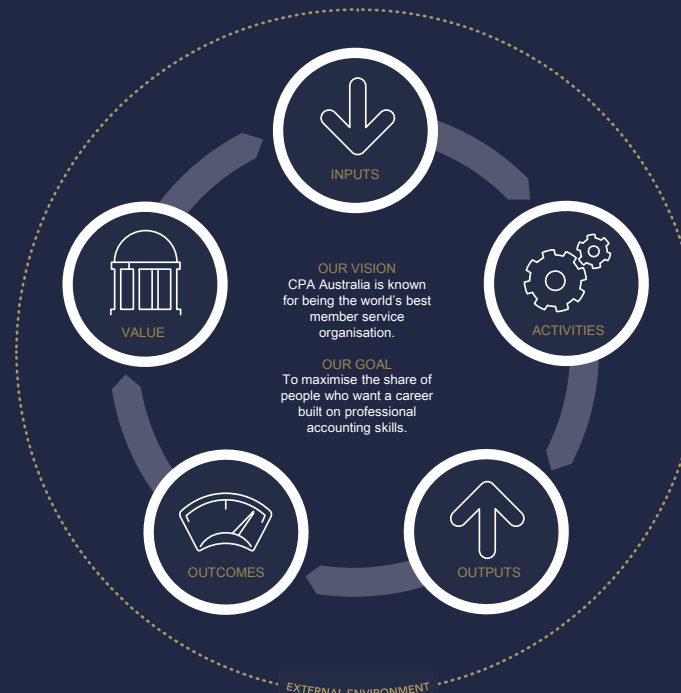 INPUTS
ACTIVITIES
OUTPUTS
OUTCOMES
VALUE
OUR VISION
CPA Australia is known
for being the world's best
member service
organisation.
OUR GOAL
To maximise the share of
people who want a career
built on professional
accounting skills.
EXTERNAL ENVIRONMENT